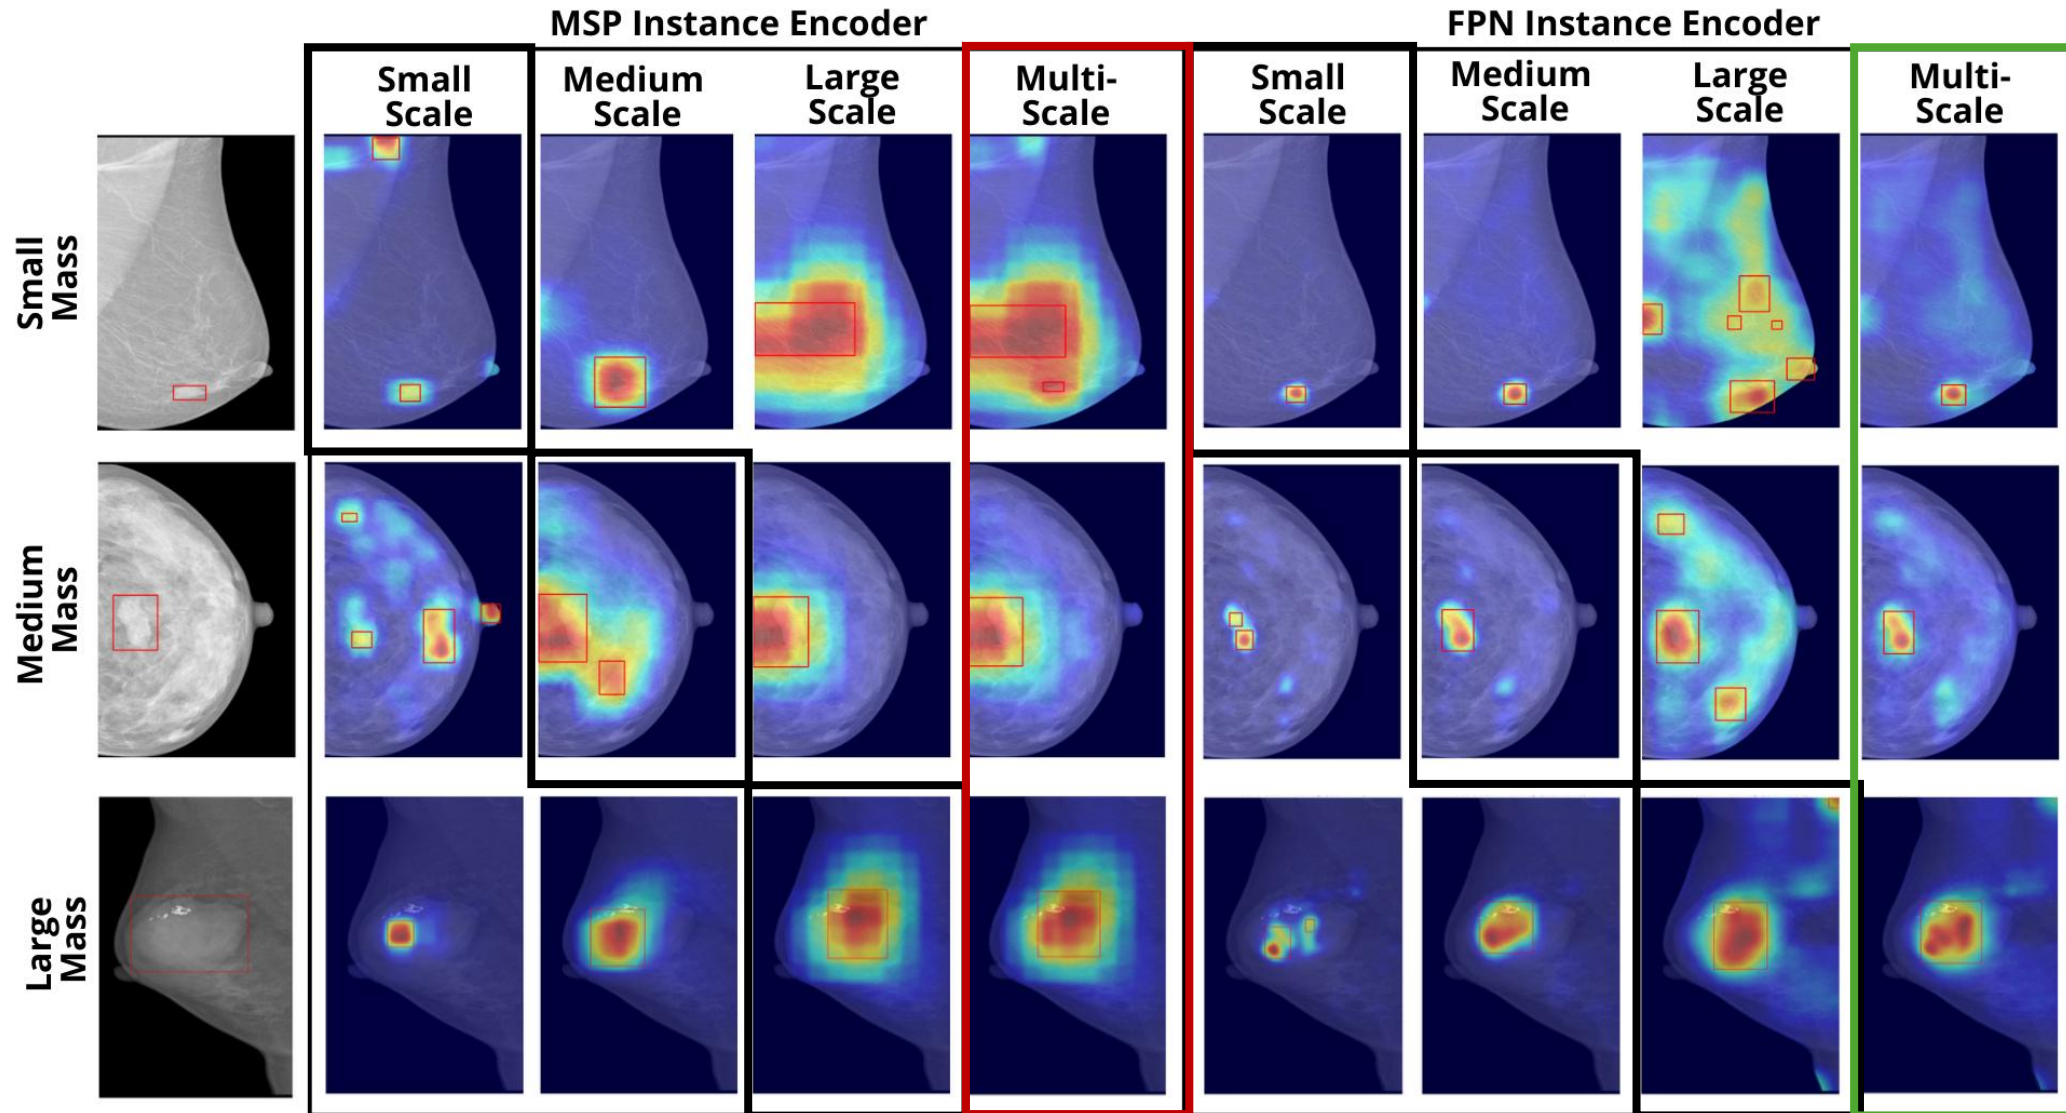 MSP Instance Encoder
FPN Instance Encoder
Small
Scale
Medium
Scale
Large
Scale
Multi-
Scale
Small
Scale
Medium
Scale
Large
Scale
Multi-
Scale
Small
Mass
Medium
Mass
Large
Mass